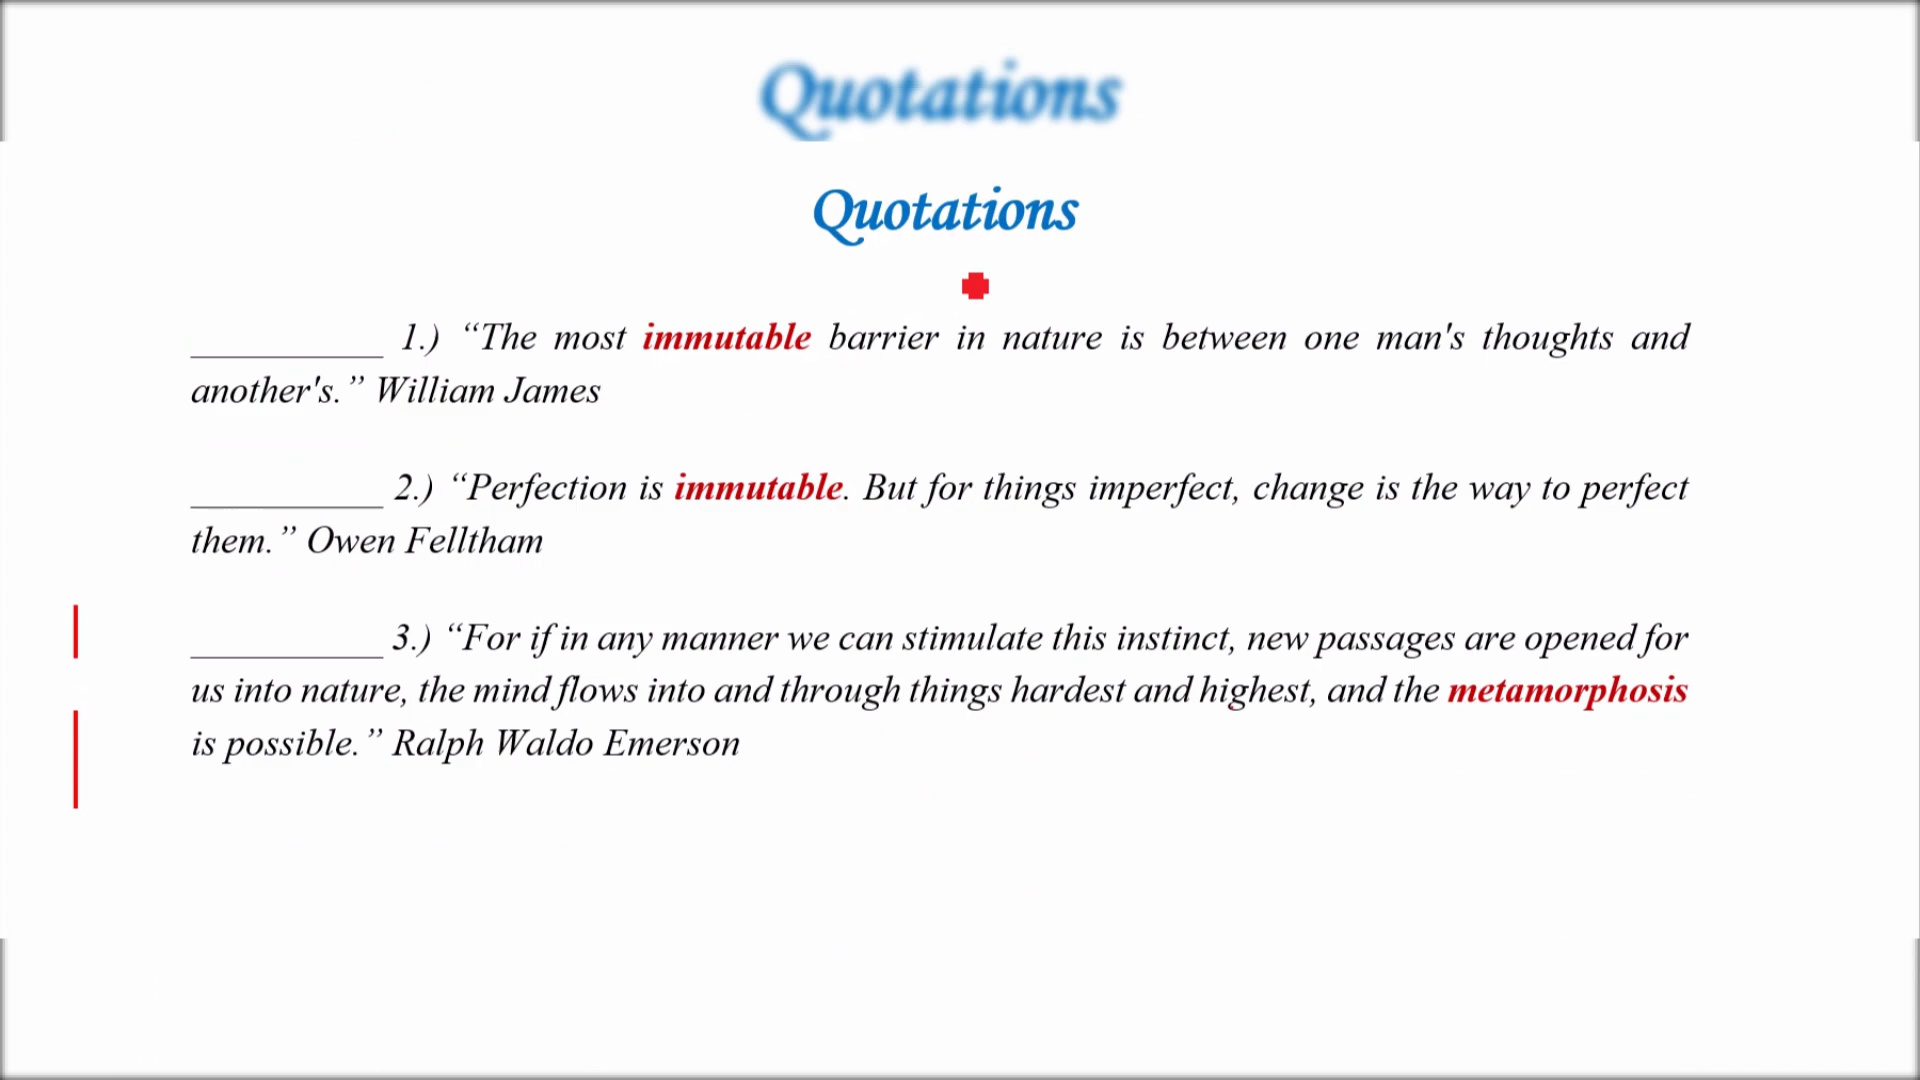 Quotations
Quotations
__________ 1.) “The most immutable barrier in nature is between one man's thoughts and
another's.” William James
__________ 2.) “Perfection is immutable. But for things imperfect, change is the way to perfect
them.” Owen Felltham
__________ 3.) “For if in any manner we can stimulate this instinct, new passages are opened for
us into nature, the mind flows into and through things hardest and highest, and the metamorphosis
is possible.” Ralph Waldo Emerson